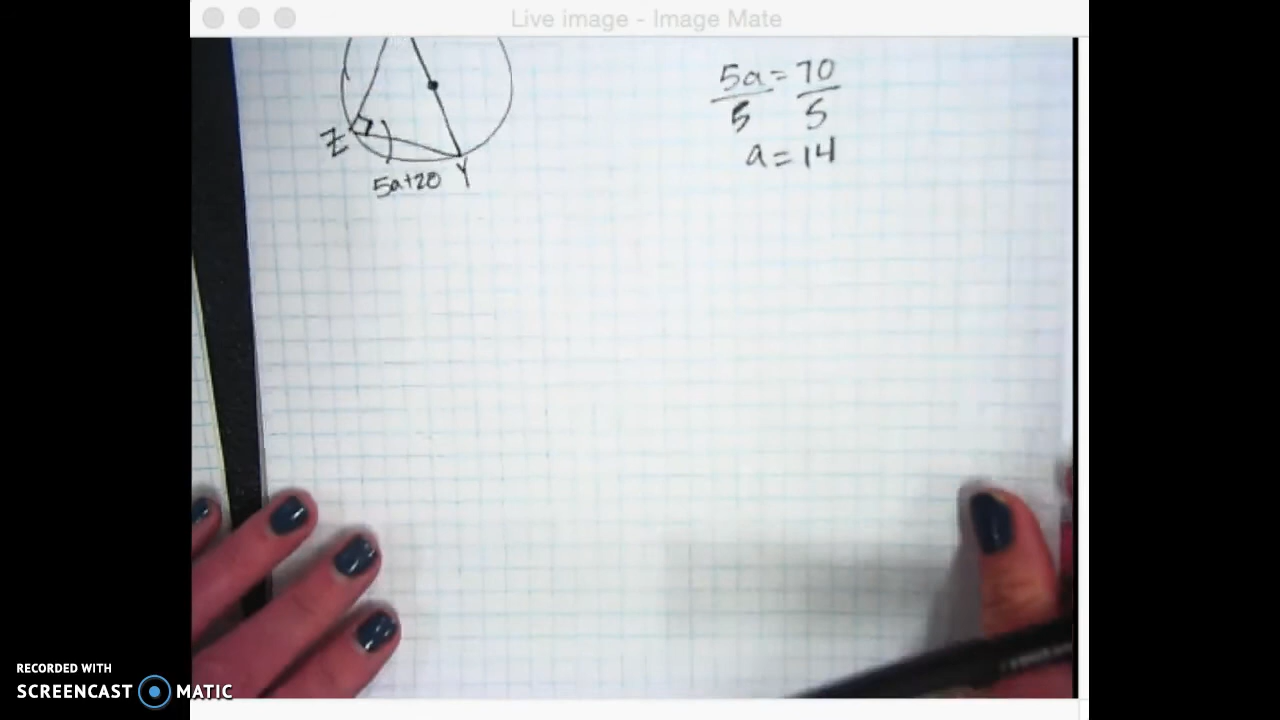 Live image - Image Mate
5a = 70
5 5
a = 14
Z
5a+20 Y
RECORDED WITH
SCREENCAST MATIC